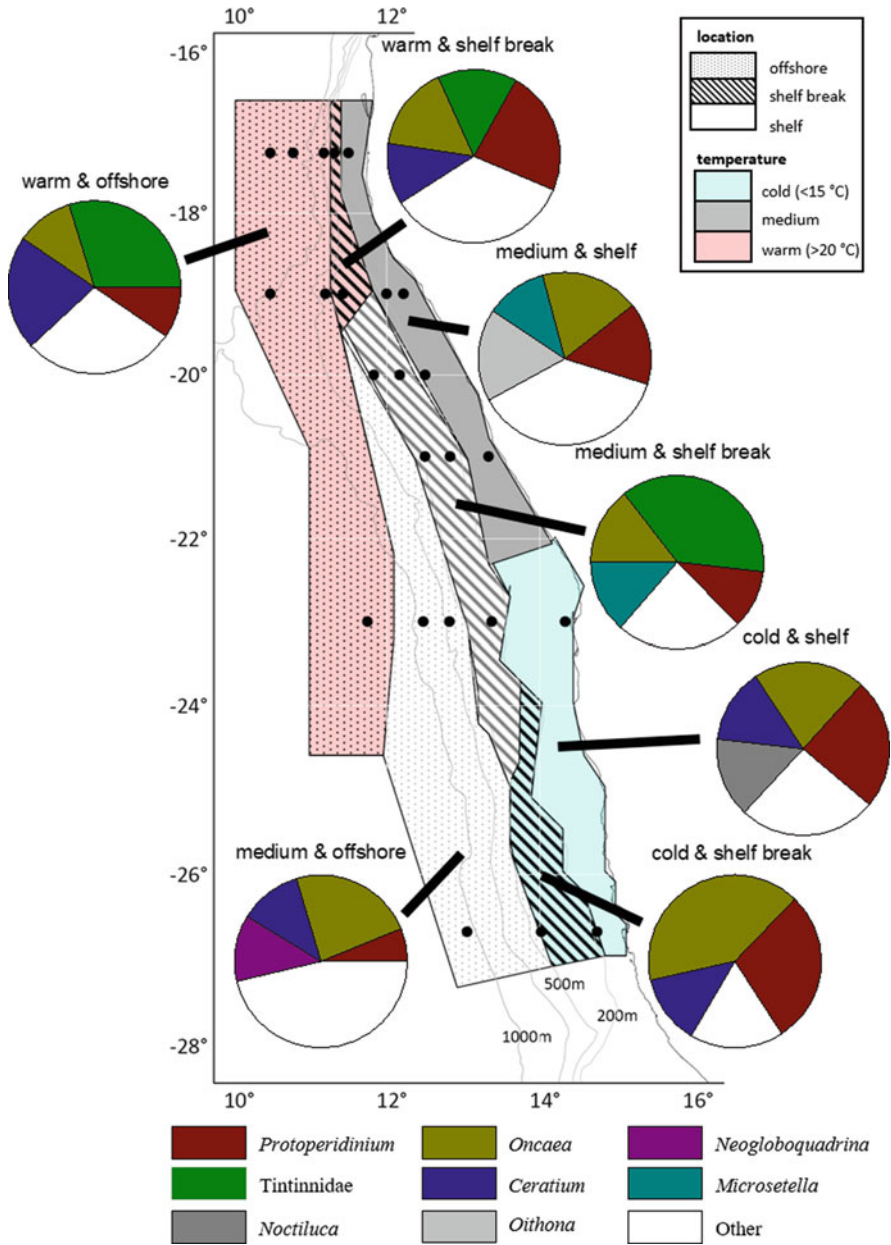 10° 12°
-16°
warm & shelf break
location
offshore
shelf break
shelf
temperature
cold (<15 °C)
medium
warm (>20 °C)
warm & offshore
-18°
medium & shelf
-20°
medium & shelf break
-22°
cold & shelf
-24°
medium & offshore
cold & shelf break
-26°
500m
200m
1000m
-28°
10° 12° 14° 16°
Protoperidinium Oncaea Neogloboquadrina
Tintinnidae Ceratium Microsetella
Noctiluca Oithona Other